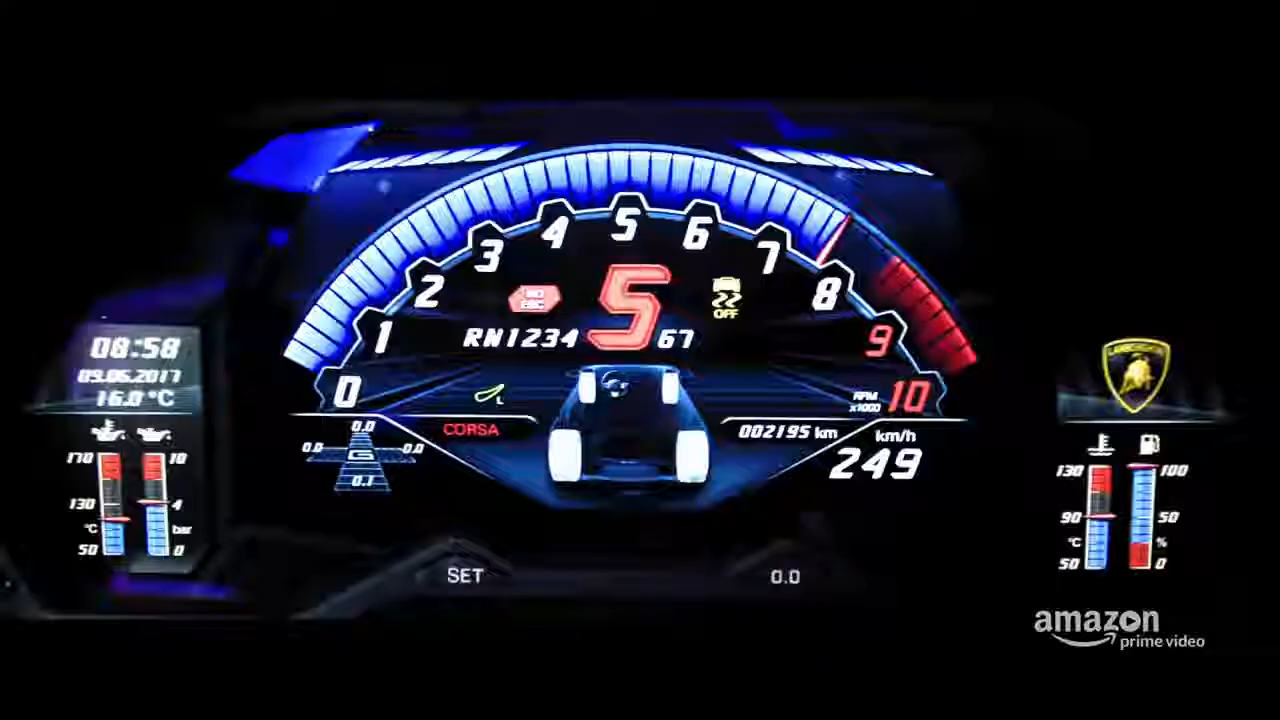 08:58
09.06.2017
16.0 °C
170
130
°C
50
10
4
bar
0
0
1
2
3
4
5
6
7
8
9
10
RPM
x1000
NO
ESC
5
OFF
RN1234
67
L
CORSA
0.0
0.0
G
0.0
0.1
002195 km
km/h
249
SET
0.0
130
90
°C
50
100
50
%
0
amazon
prime video